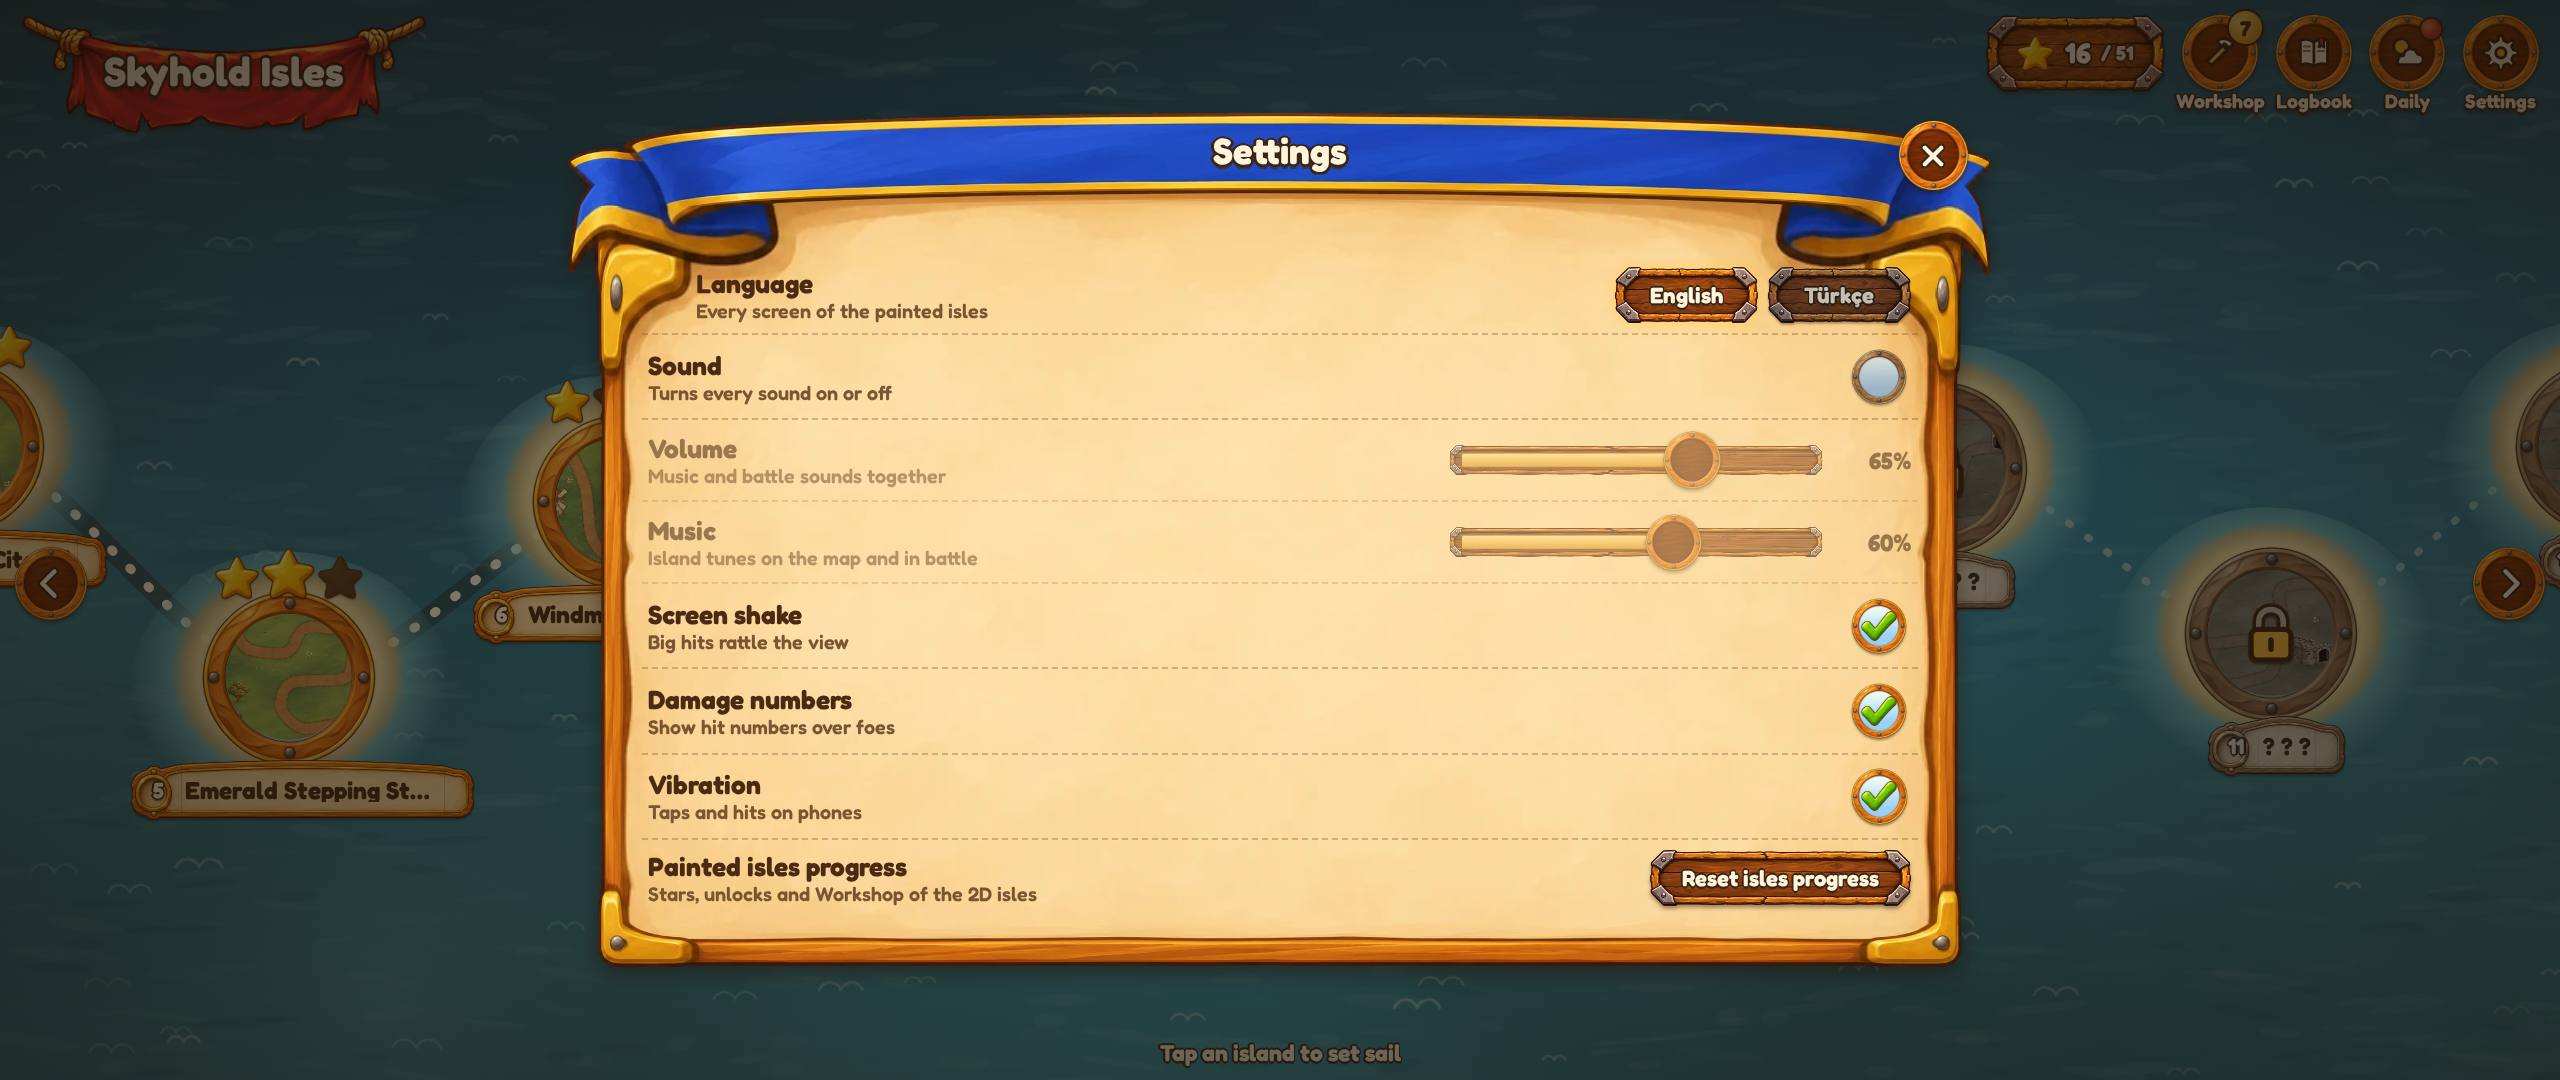 Skyhold Isles
16 / 51
7
Workshop
Logbook
Daily
Settings
Settings
Language
Every screen of the painted isles
English
Türkçe
Sound
Turns every sound on or off
Volume
Music and battle sounds together
65%
Music
Island tunes on the map and in battle
60%
Screen shake
Big hits rattle the view
Damage numbers
Show hit numbers over foes
Vibration
Taps and hits on phones
Painted isles progress
Stars, unlocks and Workshop of the 2D isles
Reset isles progress
Cit
6 Windm
5 Emerald Stepping St...
??
11 ???
Tap an island to set sail